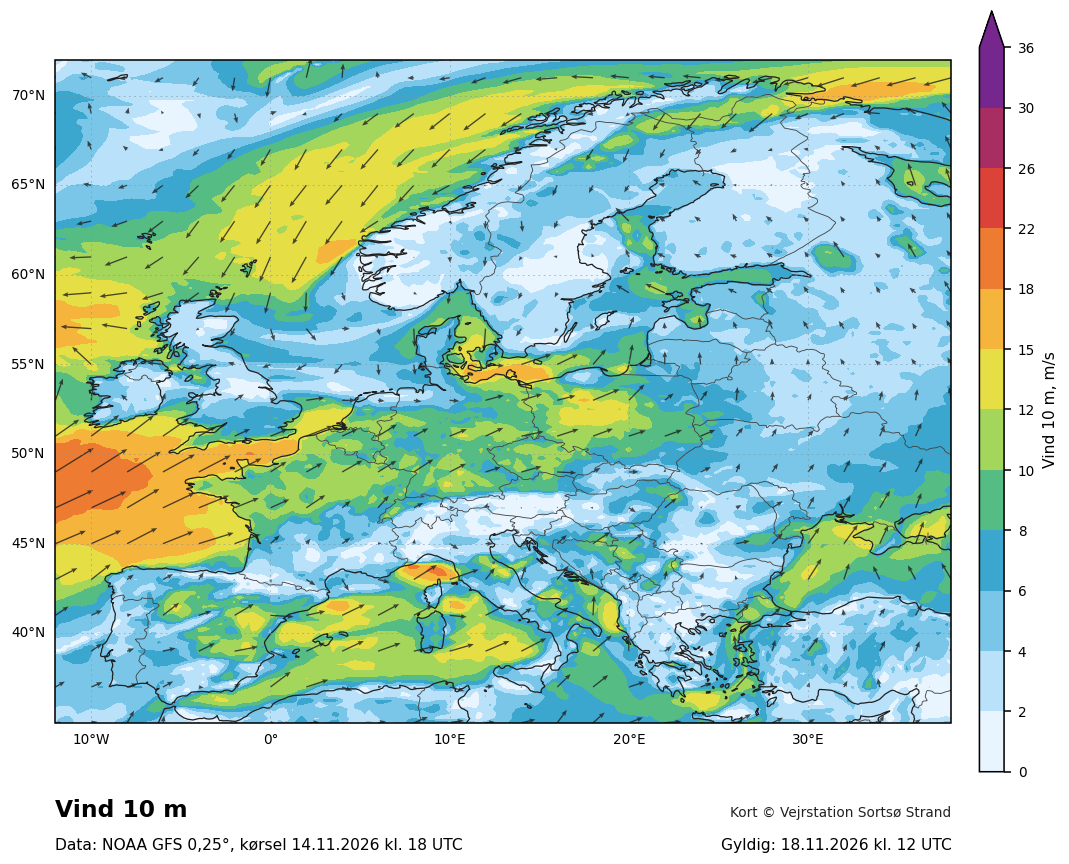 36
30
26
22
18
15
12
10
8
6
4
2
0
Vind 10 m, m/s
70°N
65°N
60°N
55°N
50°N
45°N
40°N
10°W
0°
10°E
20°E
30°E
Vind 10 m
Kort © Vejrstation Sortsø Strand
Data: NOAA GFS 0,25°, kørsel 14.11.2026 kl. 18 UTC
Gyldig: 18.11.2026 kl. 12 UTC